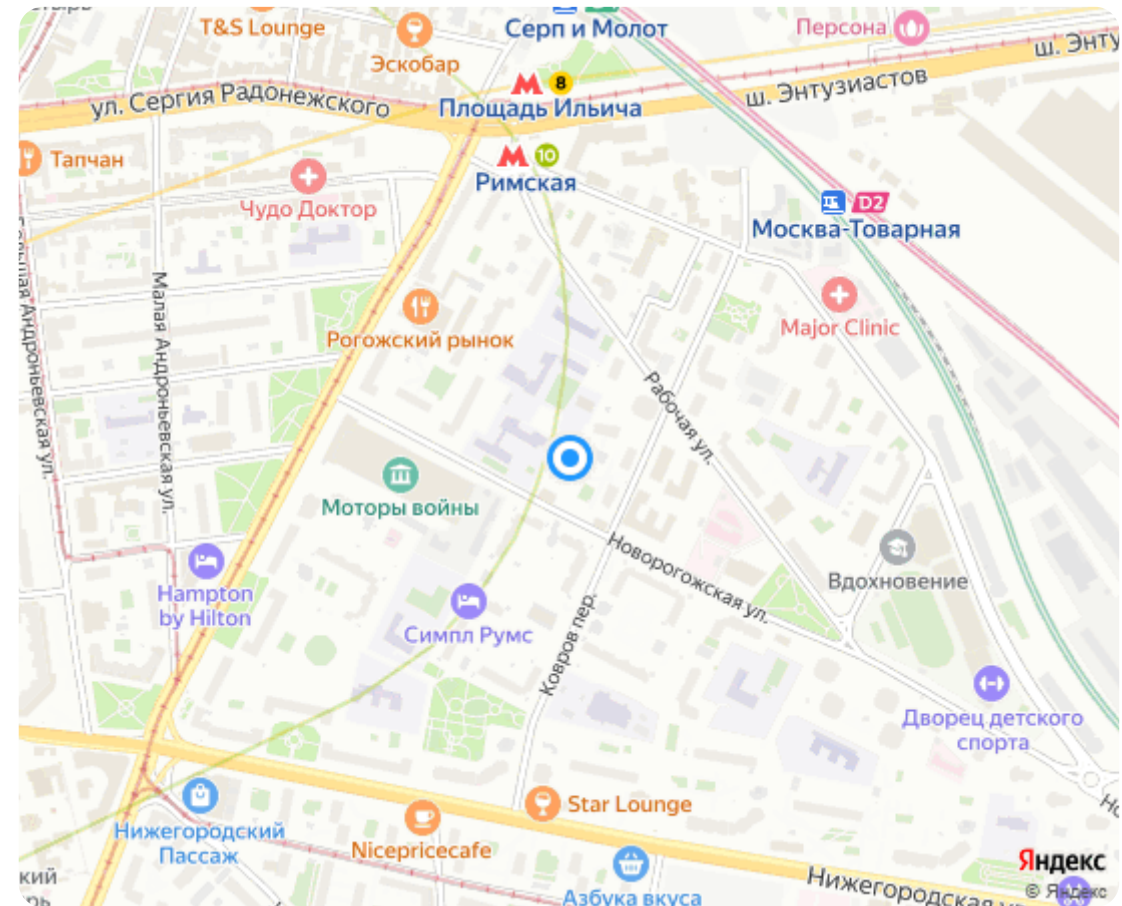 T&S Lounge
Эскобар
Серп и Молот
Персона
ш. Энту
ул. Сергия Радонежского
8
Площадь Ильича
ш. Энтузиастов
Тапчан
10
Римская
Чудо Доктор
D2
Москва-Товарная
Малая Андроньевская ул.
Рогожский рынок
Major Clinic
Рабочая ул.
Моторы войны
Новорогожская ул.
Вдохновение
Hampton
by Hilton
Симпл Румс
Ковров пер.
Дворец детского
спорта
Нижегородский
Пассаж
Star Lounge
Nicepricecafe
Азбука вкуса
Нижегородская
Яндекс
© Яндекс